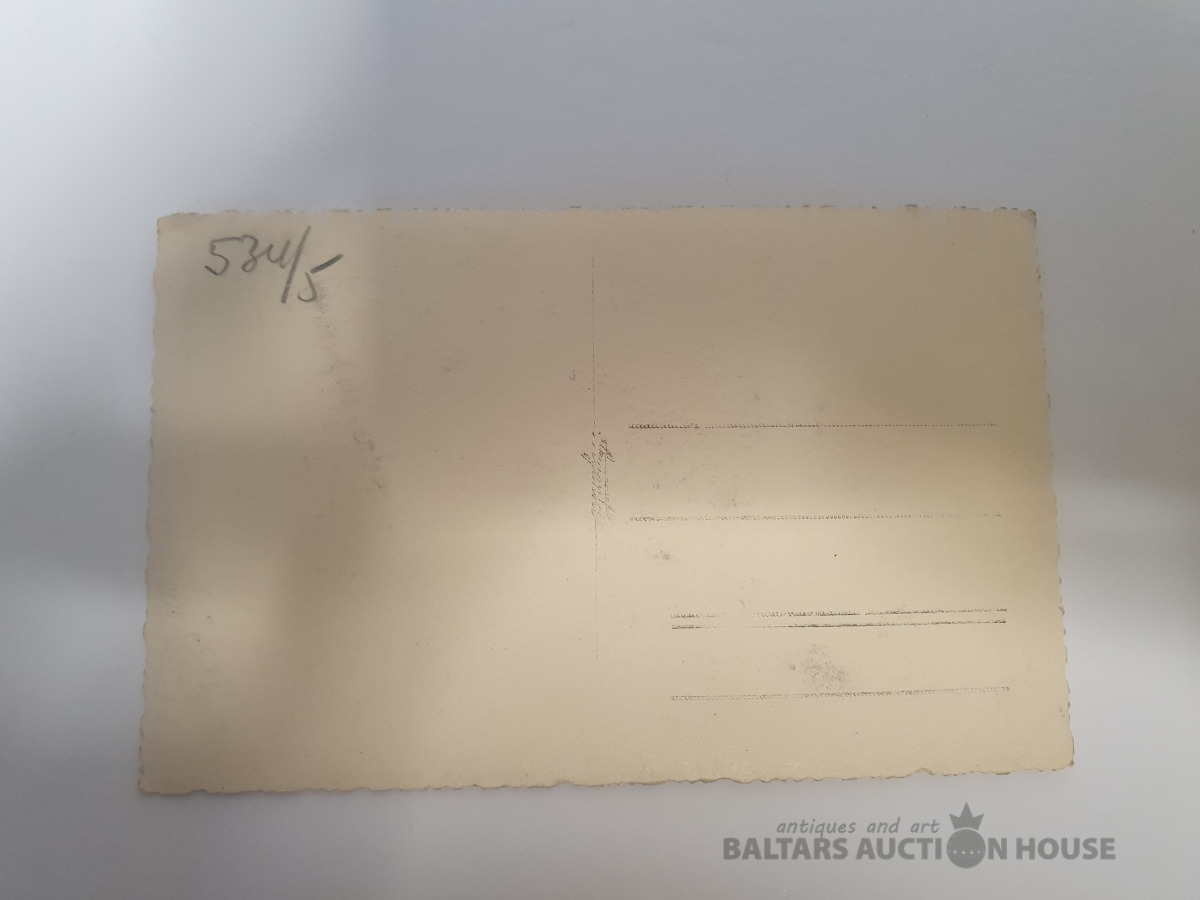 534/5
antiques and art
BALTARS AUCTION HOUSE